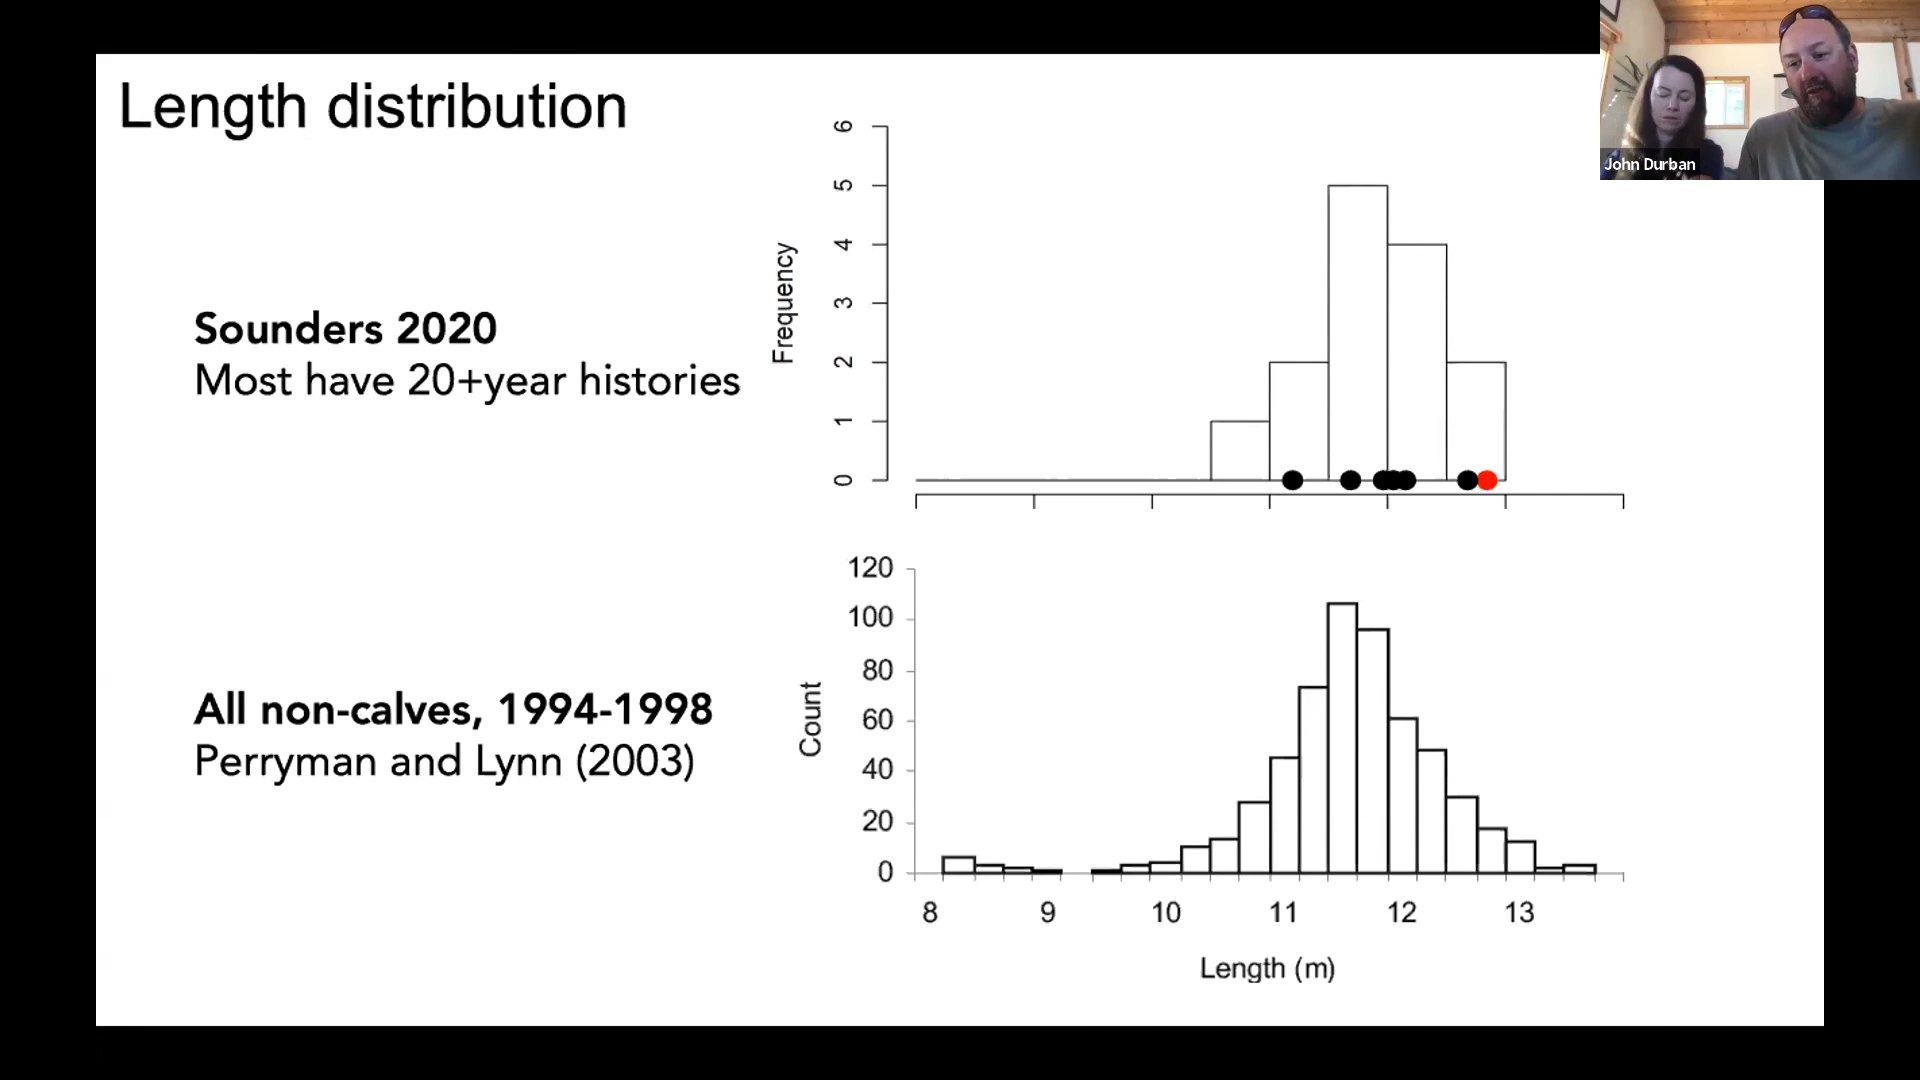 Length distribution
John Durban
Sounders 2020
Most have 20+year histories
Frequency
6
5
4
3
2
1
0
All non-calves, 1994-1998
Perryman and Lynn (2003)
Count
120
100
80
60
40
20
0
8 9 10 11 12 13
Length (m)